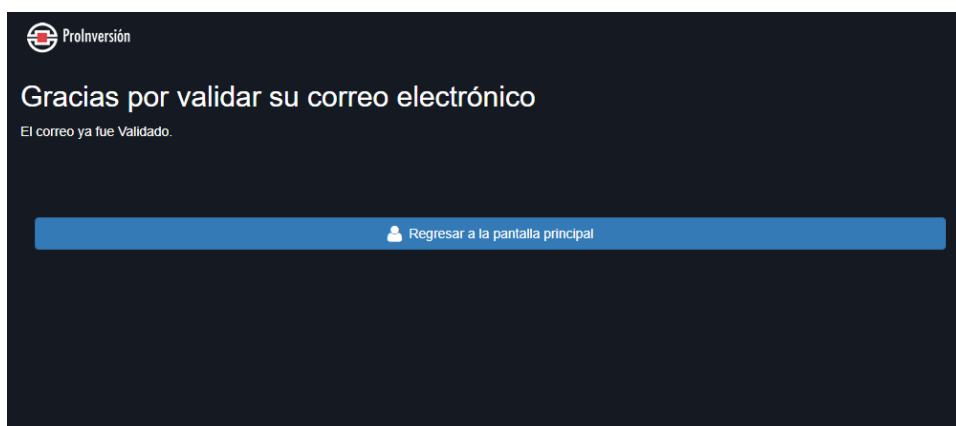 ProInversión
Gracias por validar su correo electrónico
El correo ya fue Validado.
Regresar a la pantalla principal